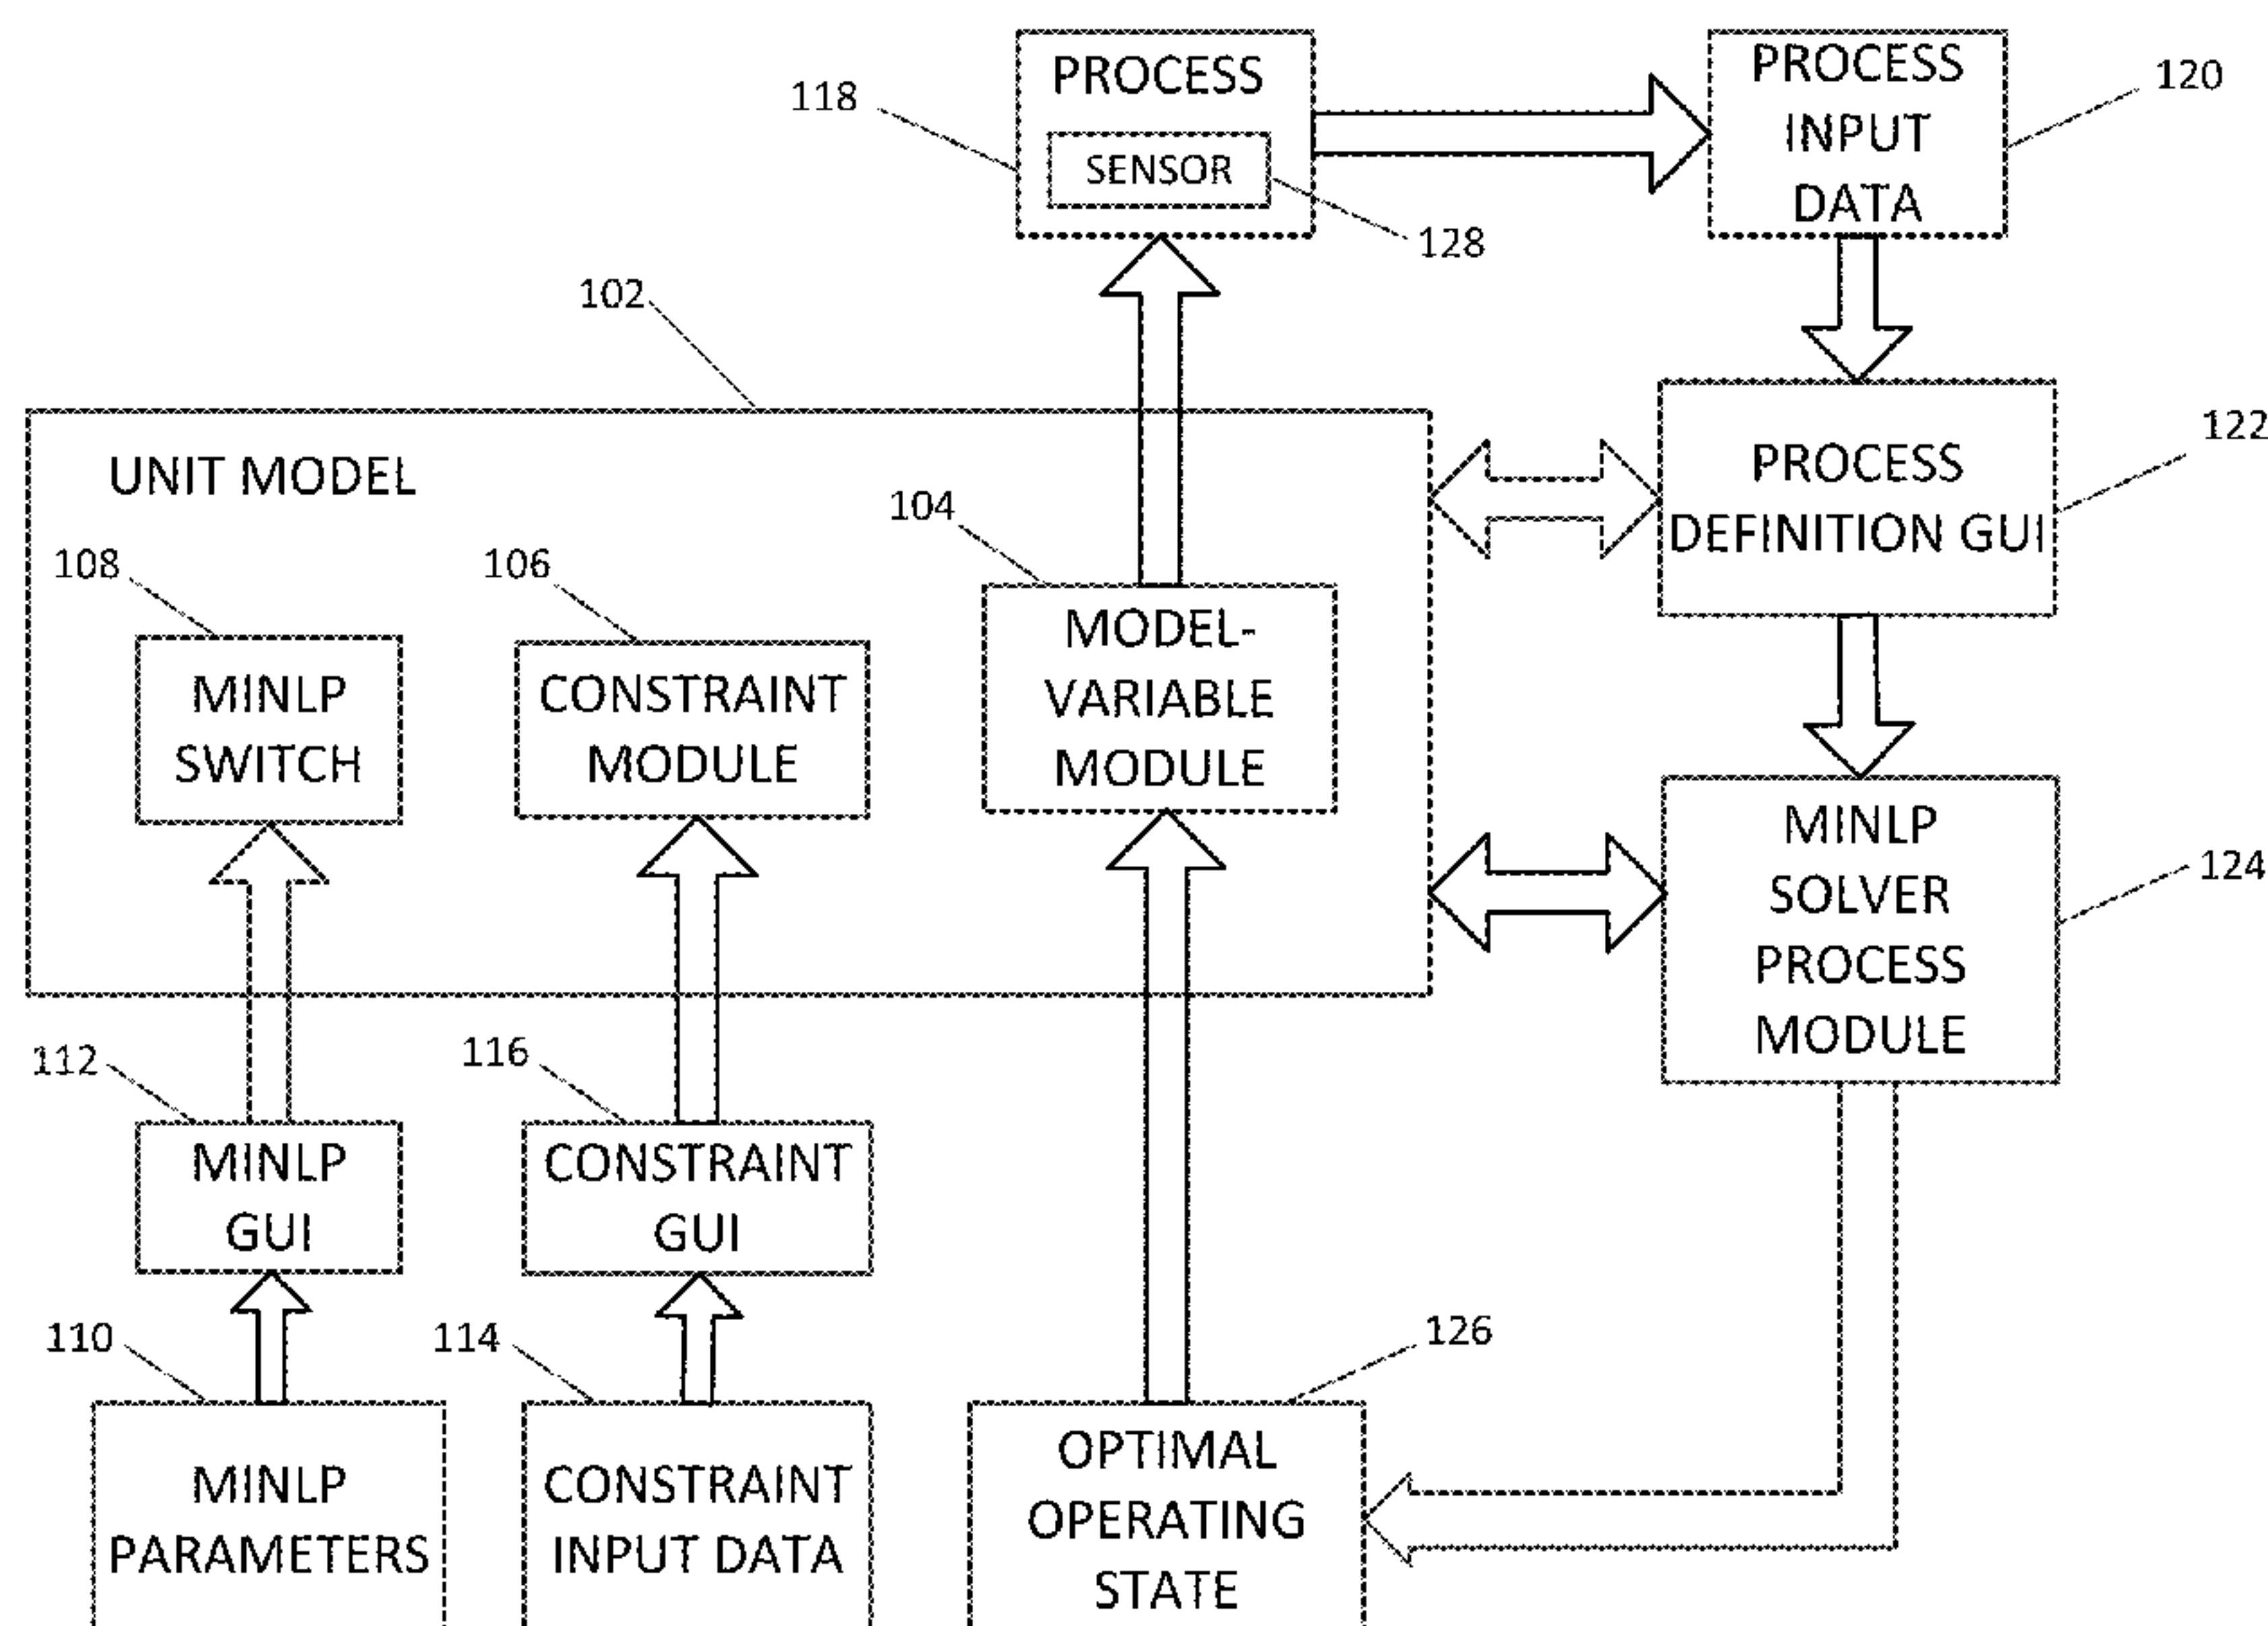 PROCESS
118
SENSOR
128
PROCESS
INPUT
DATA
120
102
UNIT MODEL
PROCESS
DEFINITION GUI
122
108
MINLP
SWITCH
106
CONSTRAINT
MODULE
104
MODEL-
VARIABLE
MODULE
MINLP
SOLVER
PROCESS
MODULE
124
112
MINLP
GUI
116
CONSTRAINT
GUI
110
MINLP
PARAMETERS
114
CONSTRAINT
INPUT DATA
126
OPTIMAL
OPERATING
STATE